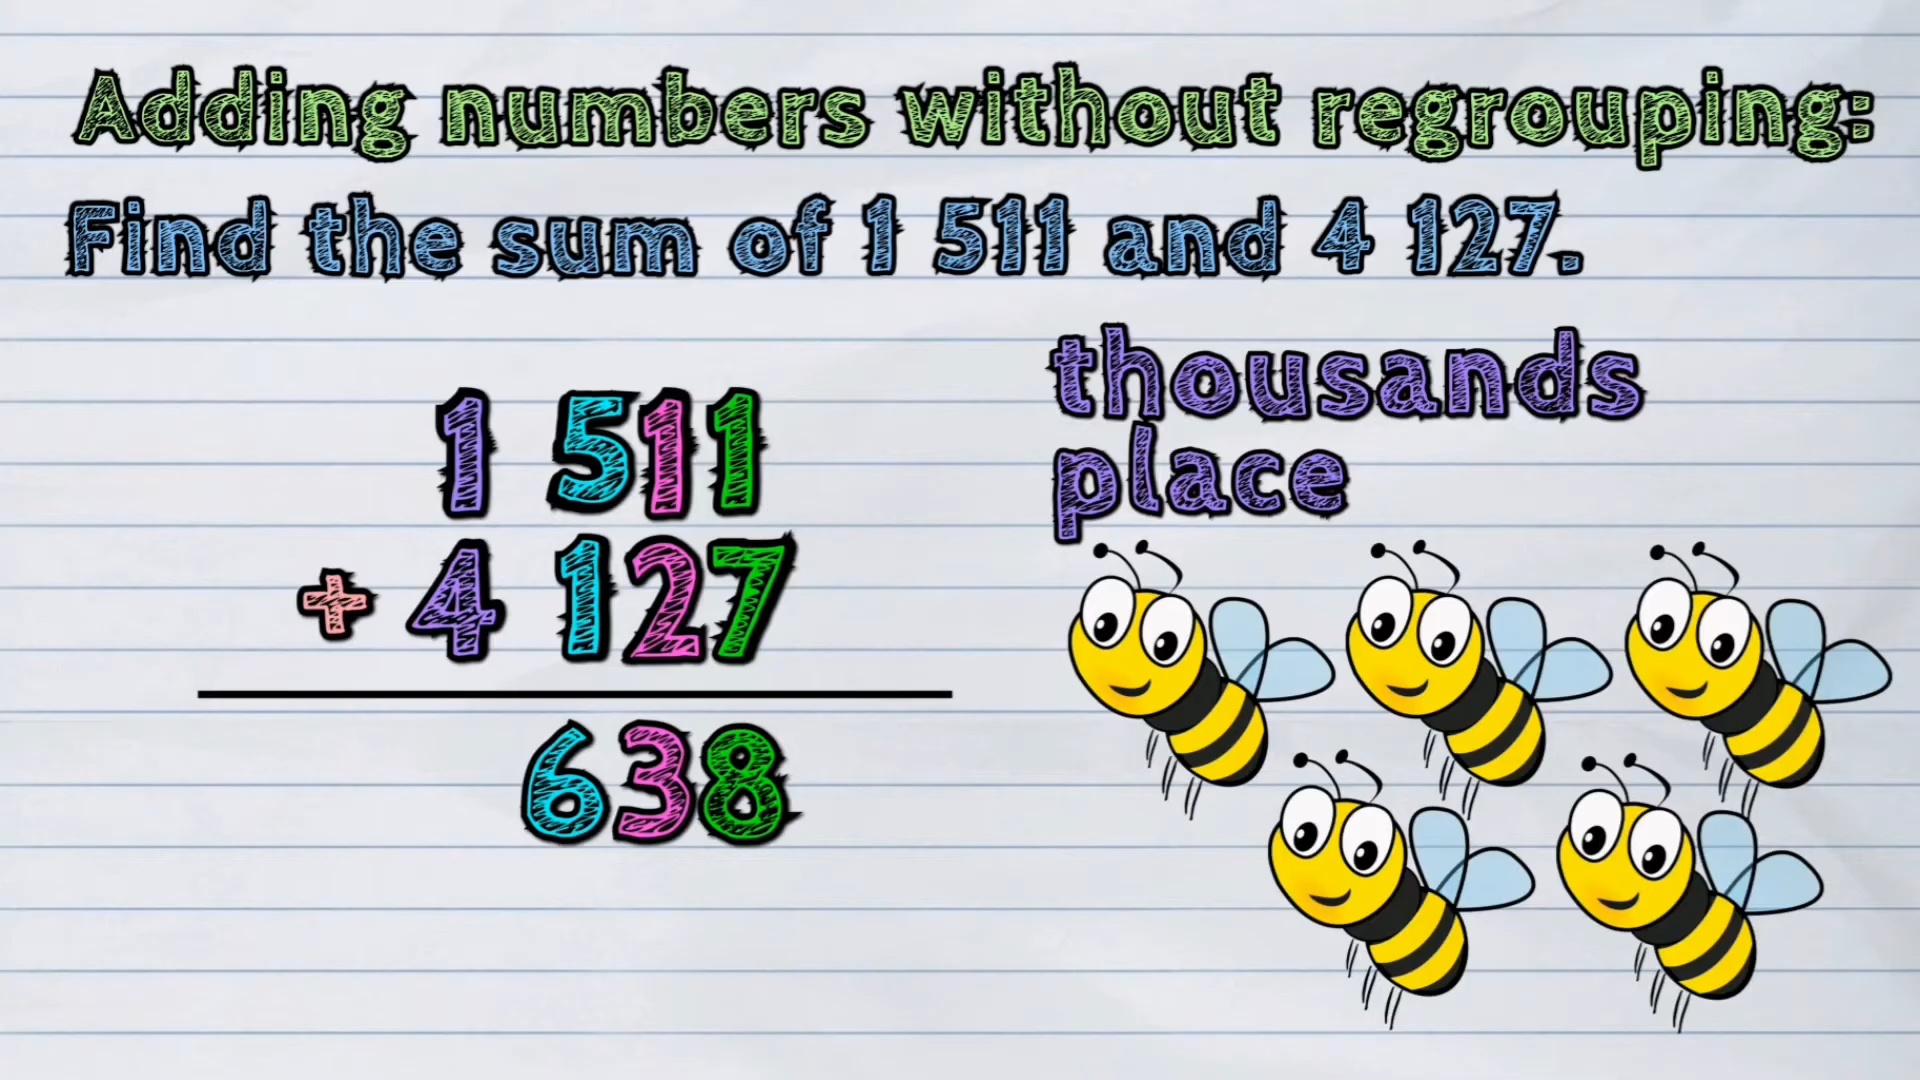 Adding numbers without regrouping:
Find the sum of 1 511 and 4 127.
thousands
place
1 511
+ 4 127
638